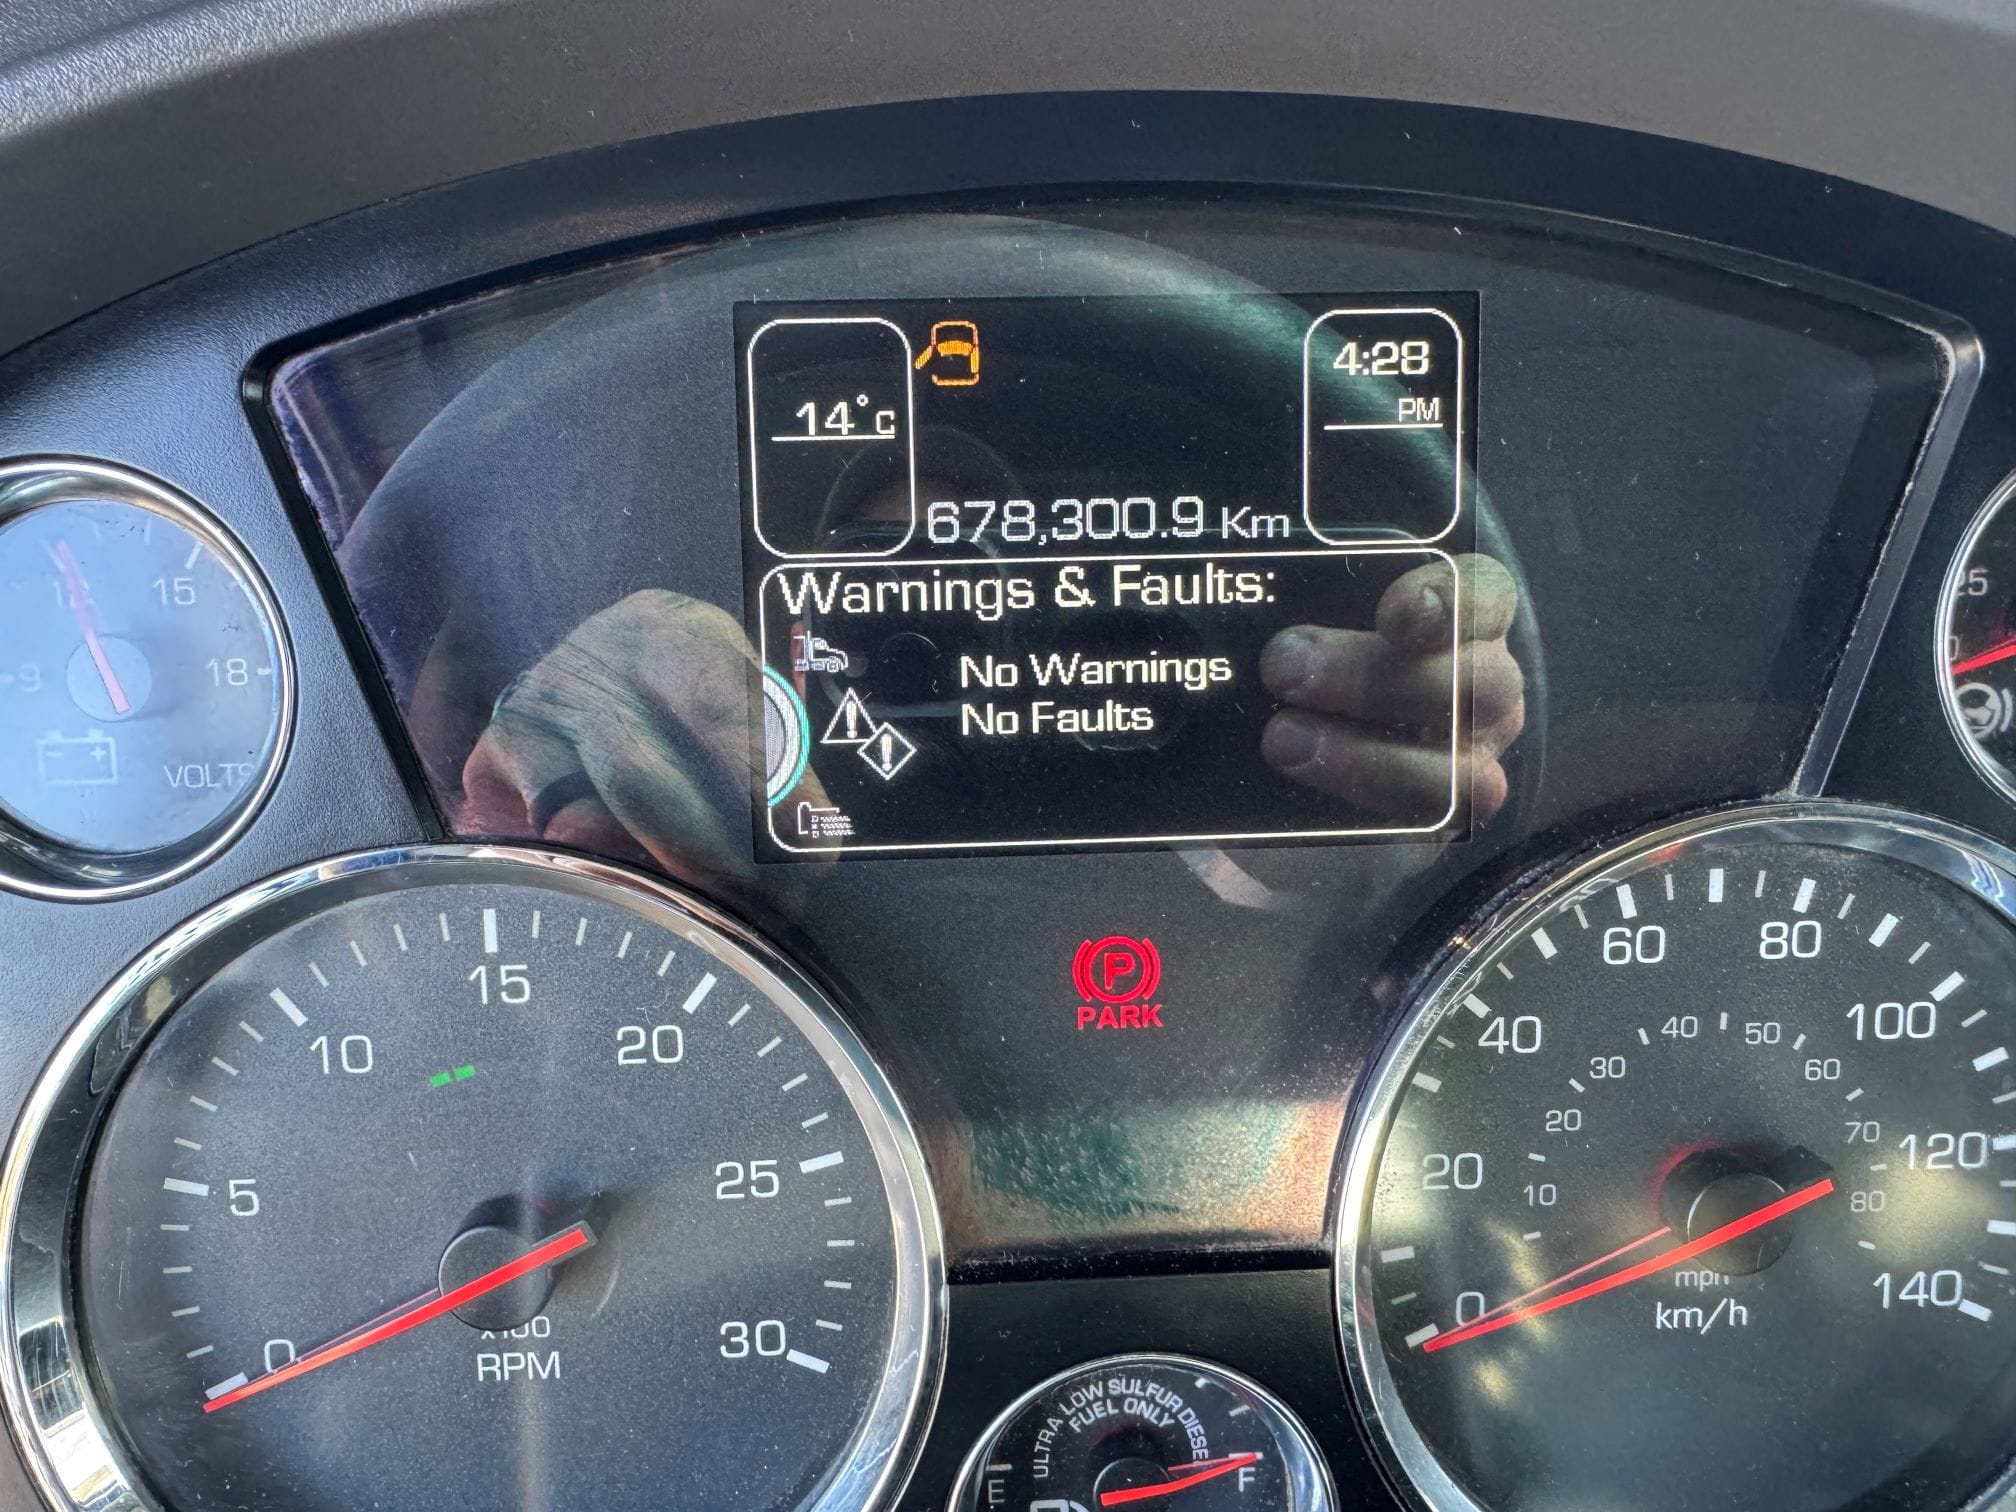 4:28
PM
14°C
678,300.9 Km
Warnings & Faults:
No Warnings
No Faults
15
9
18
VOLTS
PARK
P
0
5
10
15
20
25
30
x100
RPM
0
20
40
60
80
100
120
140
10
20
30
40
50
60
70
80
mph
km/h
ULTRA LOW SULFUR DIESEL
FUEL ONLY
E
F